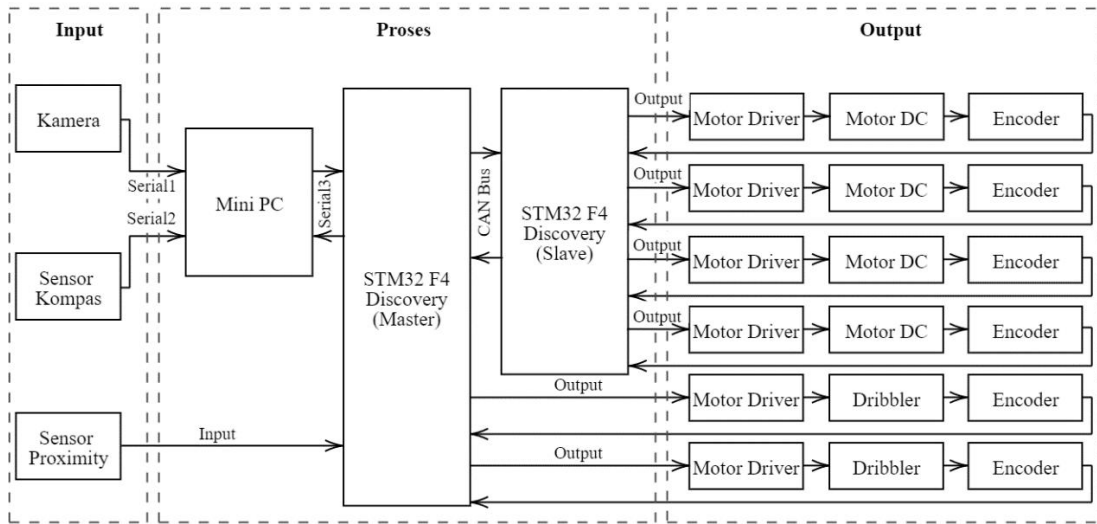 Input
Proses
Output
Kamera
Serial1
Serial2
Sensor
Kompas
Sensor
Proximity
Input
Mini PC
Serial3
STM32 F4
Discovery
(Master)
CAN Bus
STM32 F4
Discovery
(Slave)
Output
Motor Driver
Motor DC
Encoder
Output
Motor Driver
Motor DC
Encoder
Output
Motor Driver
Motor DC
Encoder
Output
Motor Driver
Motor DC
Encoder
Output
Motor Driver
Dribbler
Encoder
Output
Motor Driver
Dribbler
Encoder